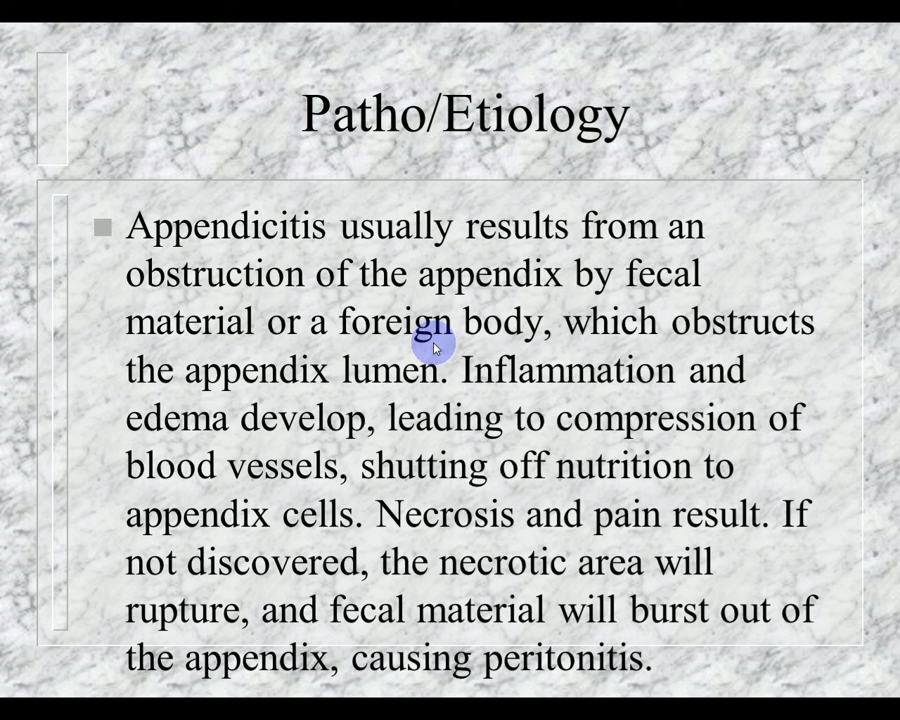 Patho/Etiology
Appendicitis usually results from an
obstruction of the appendix by fecal
material or a foreign body, which obstructs
the appendix lumen. Inflammation and
edema develop, leading to compression of
blood vessels, shutting off nutrition to
appendix cells. Necrosis and pain result. If
not discovered, the necrotic area will
rupture, and fecal material will burst out of
the appendix, causing peritonitis.